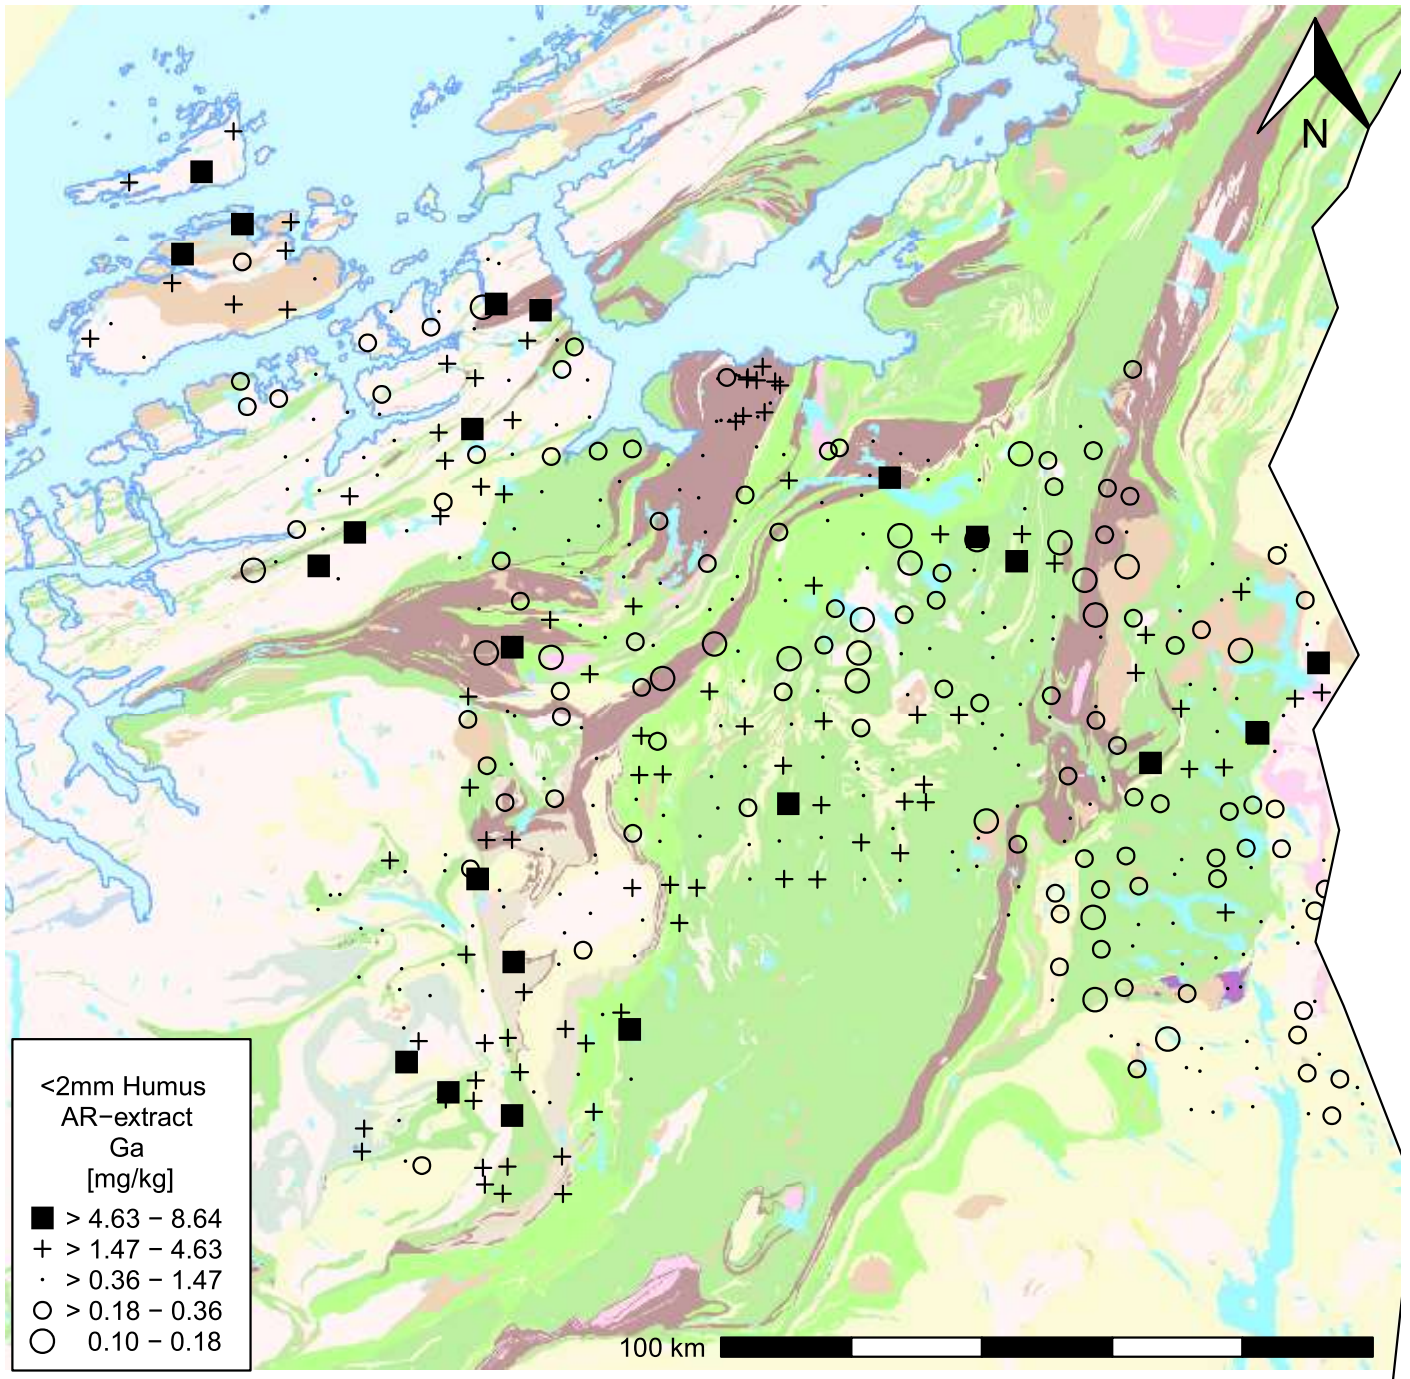 N
<2mm Humus
AR−extract
Ga
[mg/kg]
> 4.63 − 8.64
> 1.47 − 4.63
> 0.36 − 1.47
> 0.18 − 0.36
0.10 − 0.18
100 km